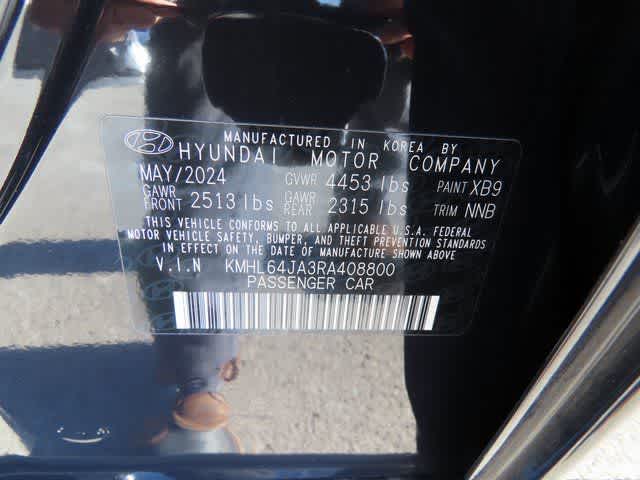 MANUFACTURED IN KOREA BY
HYUNDAI MOTOR COMPANY
MAY/2024 GVWR 4453 lbs PAINT XB9
GAWR FRONT 2513 lbs GAWR REAR 2315 lbs TRIM NNB
THIS VEHICLE CONFORMS TO ALL APPLICABLE U.S.A. FEDERAL
MOTOR VEHICLE SAFETY, BUMPER, AND THEFT PREVENTION STANDARDS
IN EFFECT ON THE DATE OF MANUFACTURE SHOWN ABOVE
V.I.N KMHL64JA3RA408800
PASSENGER CAR